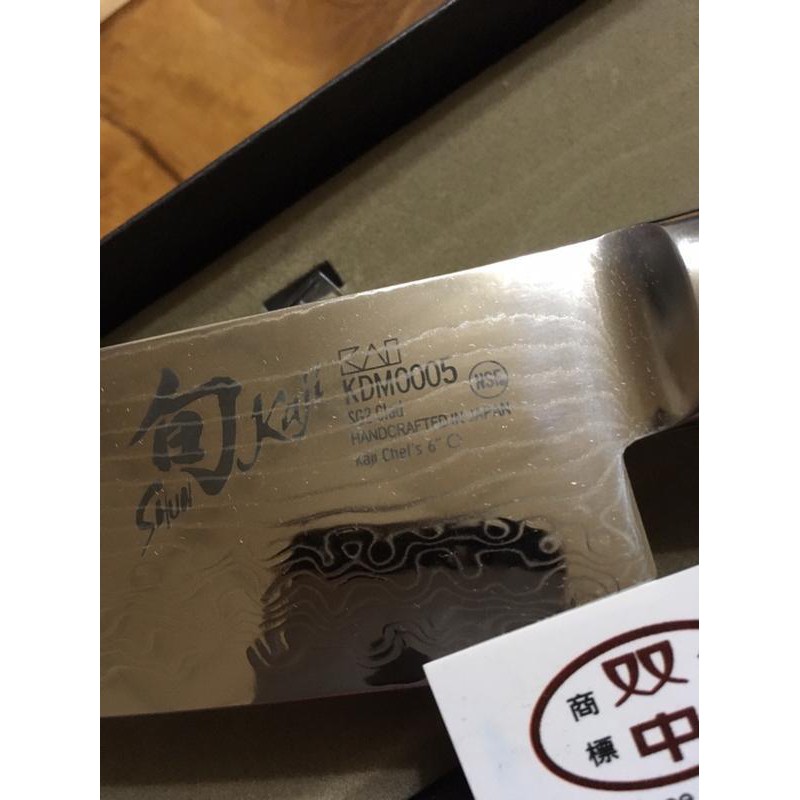 旬 Kaji
SHUN
KAI
KDM0005
NSF
SG2 Clad
HANDCRAFTED IN JAPAN
Kaji Chef's 6"
双
中
商
標